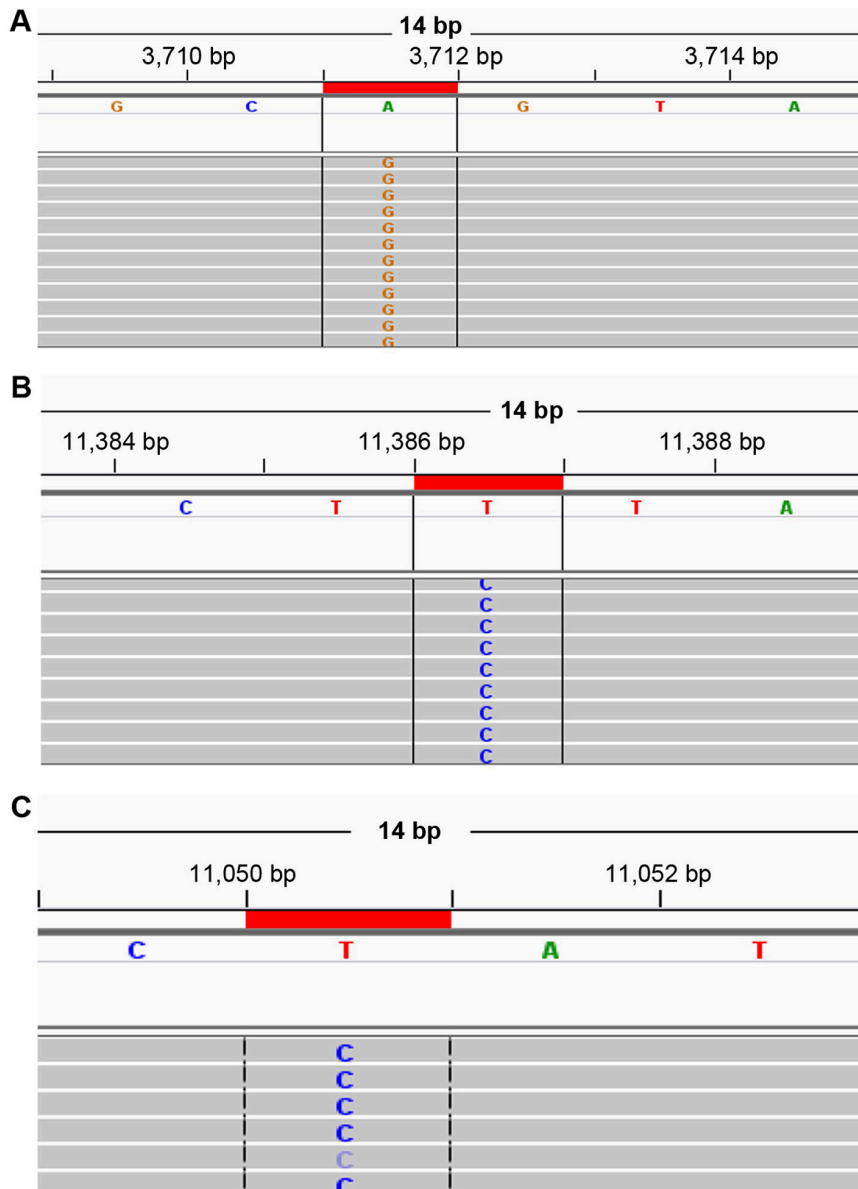 A
14 bp
3,710 bp 3,712 bp 3,714 bp
G C A G T A
G
G
G
G
G
G
G
G
G
G
G
G
B
14 bp
11,384 bp 11,386 bp 11,388 bp
C T T T A
C
C
C
C
C
C
C
C
C
C
14 bp
11,050 bp 11,052 bp
C T A T
C
C
C
C
C
C